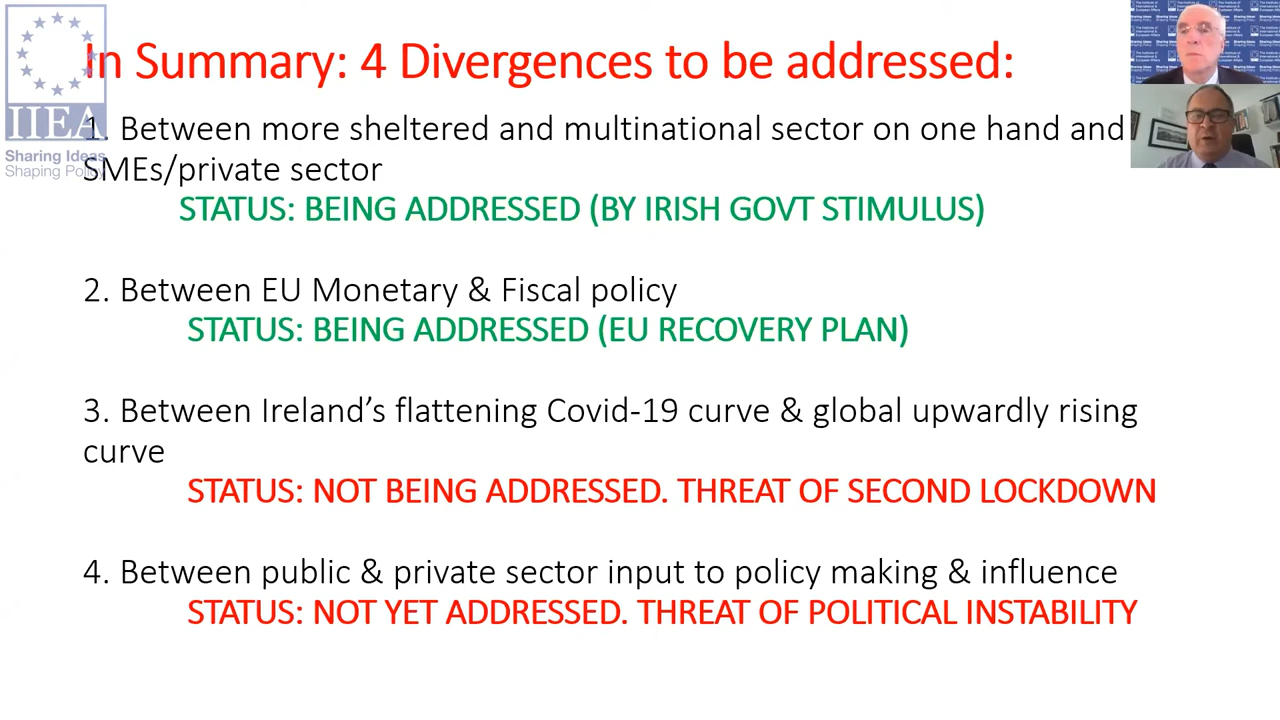 In Summary: 4 Divergences to be addressed:
IIEA
Sharing Ideas
Shaping Policy
1. Between more sheltered and multinational sector on one hand and
SMEs/private sector
STATUS: BEING ADDRESSED (BY IRISH GOVT STIMULUS)
2. Between EU Monetary & Fiscal policy
STATUS: BEING ADDRESSED (EU RECOVERY PLAN)
3. Between Ireland’s flattening Covid-19 curve & global upwardly rising
curve
STATUS: NOT BEING ADDRESSED. THREAT OF SECOND LOCKDOWN
4. Between public & private sector input to policy making & influence
STATUS: NOT YET ADDRESSED. THREAT OF POLITICAL INSTABILITY